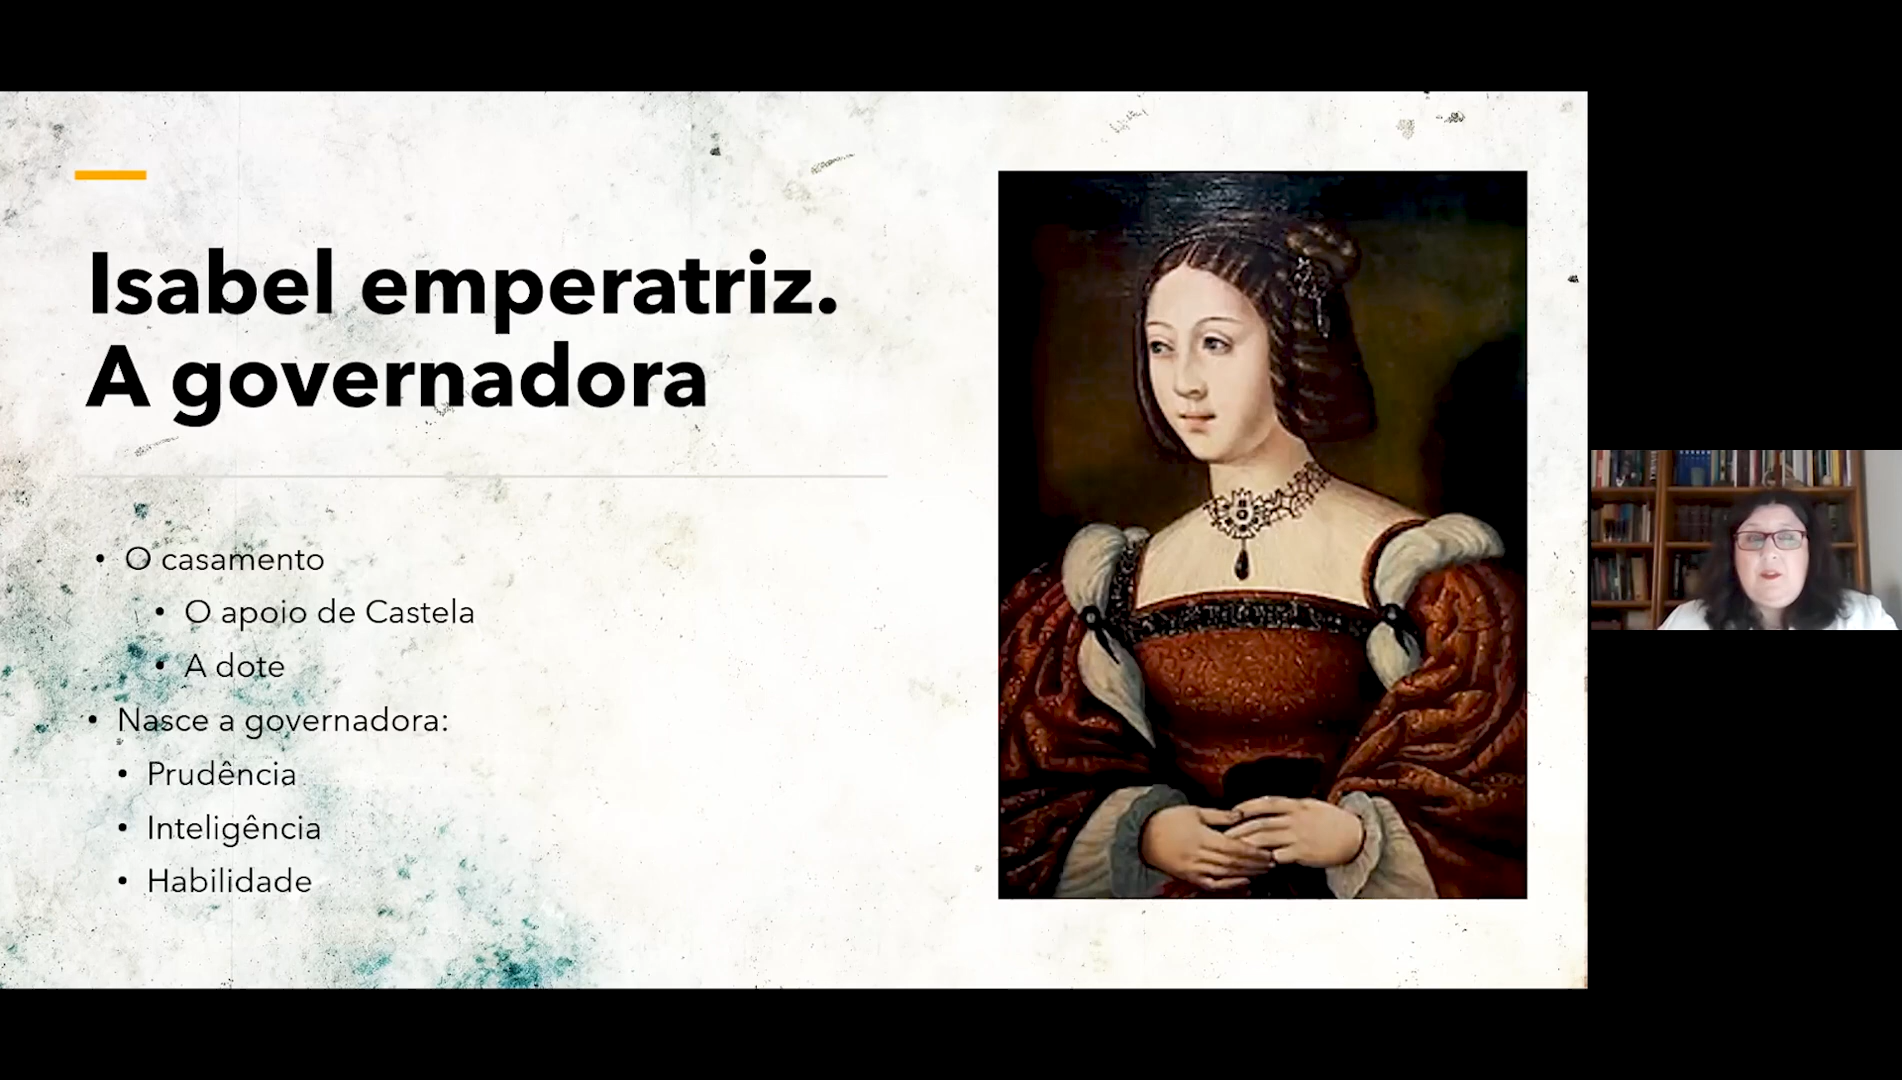 Isabel emperatriz.
A governadora
• O casamento
• O apoio de Castela
• A dote
• Nasce a governadora:
• Prudência
• Inteligência
• Habilidade